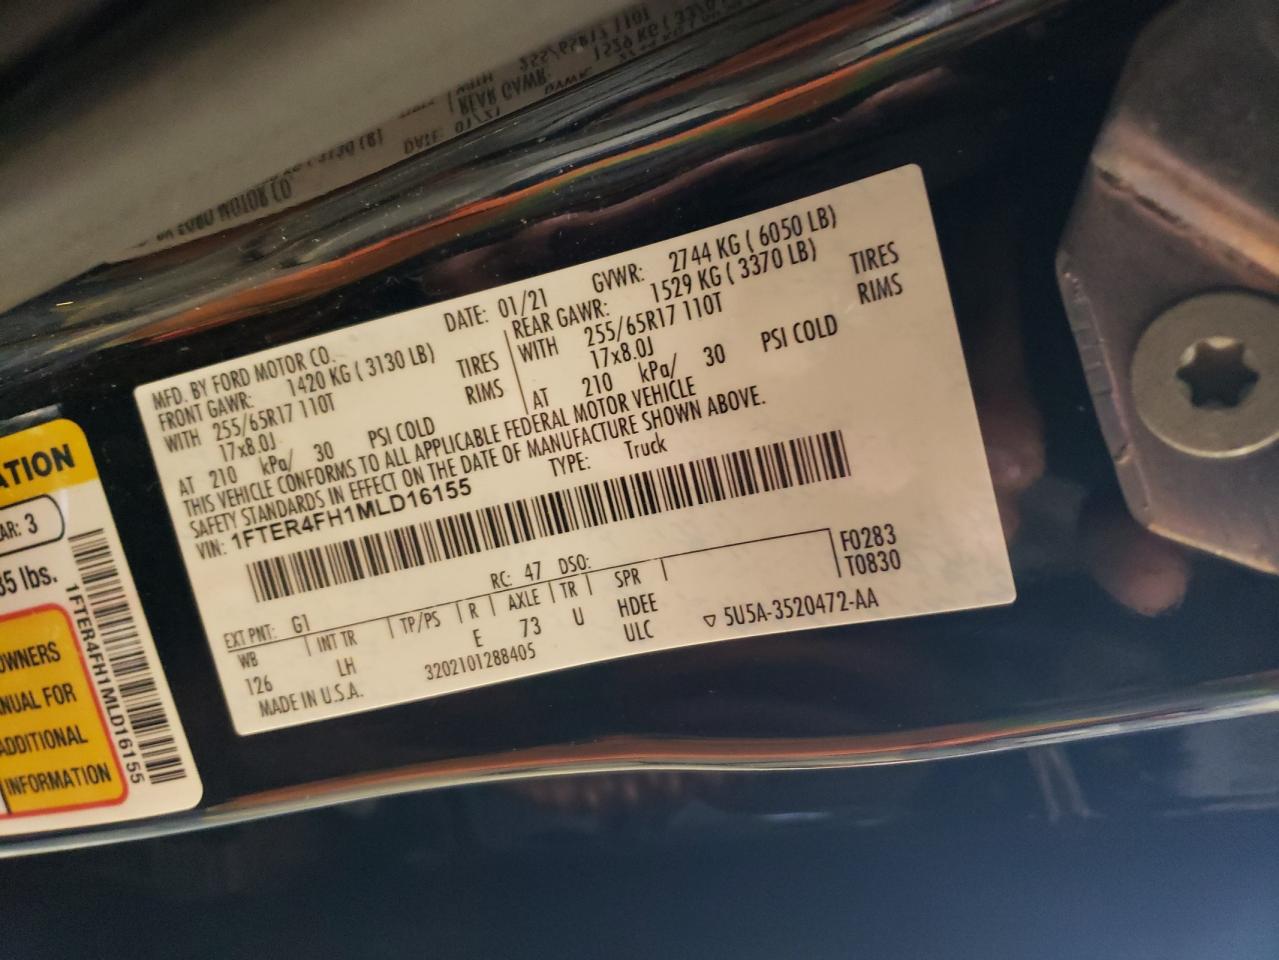 MFD. BY FORD MOTOR CO.
DATE: 01/21 GVWR: 2744 KG ( 6050 LB)
FRONT GAWR: 1420 KG ( 3130 LB) REAR GAWR: 1529 KG ( 3370 LB)
WITH 255/65R17 110T TIRES WITH 255/65R17 110T TIRES
17x8.0J RIMS 17x8.0J RIMS
AT 210 kPa/ 30 PSI COLD AT 210 kPa/ 30 PSI COLD
THIS VEHICLE CONFORMS TO ALL APPLICABLE FEDERAL MOTOR VEHICLE
SAFETY STANDARDS IN EFFECT ON THE DATE OF MANUFACTURE SHOWN ABOVE.
VIN: 1FTER4FH1MLD16155 TYPE: Truck
EXT PNT: G1 RC: 47 DSO: F0283
WB INT TR TP/PS R AXLE TR SPR T0830
126 LH E 73 U HDEE
MADE IN U.S.A. 3202101288405 ULC ▽ 5U5A-3520472-AA
ATION
AR: 3
35 lbs.
OWNERS
NUAL FOR
ADDITIONAL
INFORMATION
1FTER4FH1MLD16155